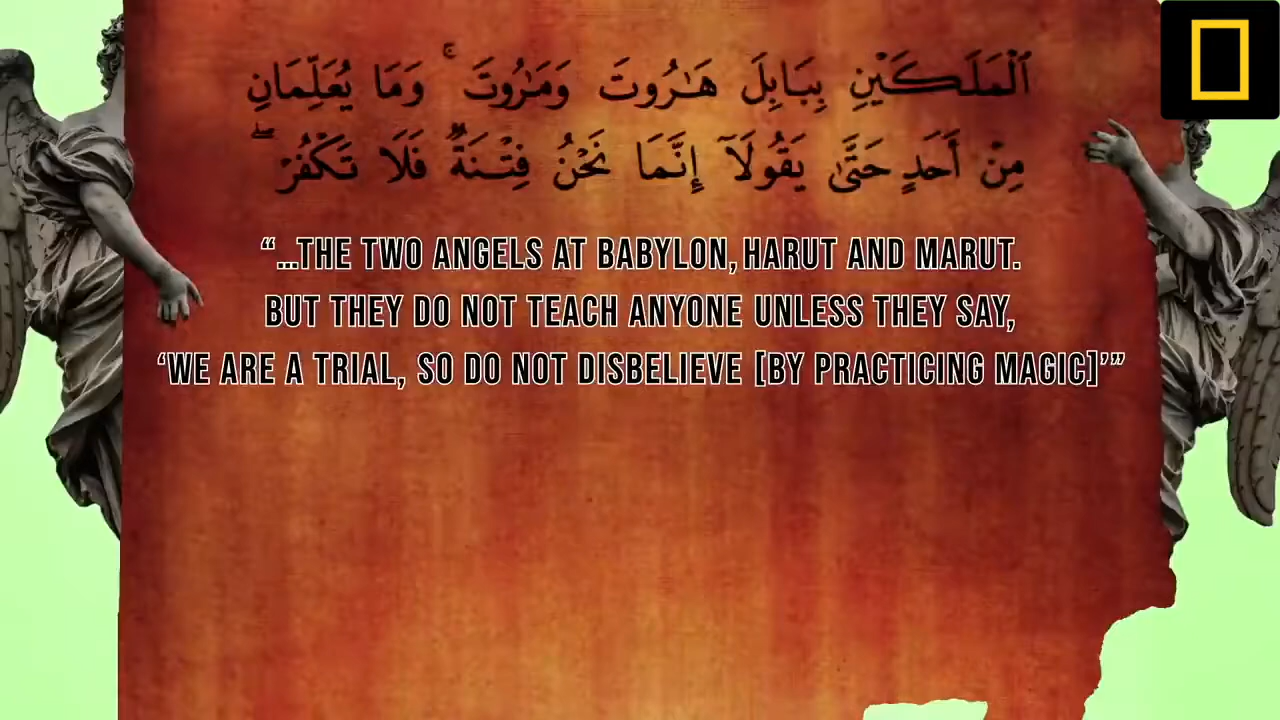 ٱلْمَلَكَيْنِ بِبَابِلَ هَـٰرُوتَ وَمَـٰرُوتَ ۚ وَمَا يُعَلِّمَانِ
مِنْ أَحَدٍ حَتَّىٰ يَقُولَآ إِنَّمَا نَحْنُ فِتْنَةٌ فَلَا تَكْفُرْ ۖ
“…THE TWO ANGELS AT BABYLON, HARUT AND MARUT.
BUT THEY DO NOT TEACH ANYONE UNLESS THEY SAY,
‘WE ARE A TRIAL, SO DO NOT DISBELIEVE [BY PRACTICING MAGIC]’”